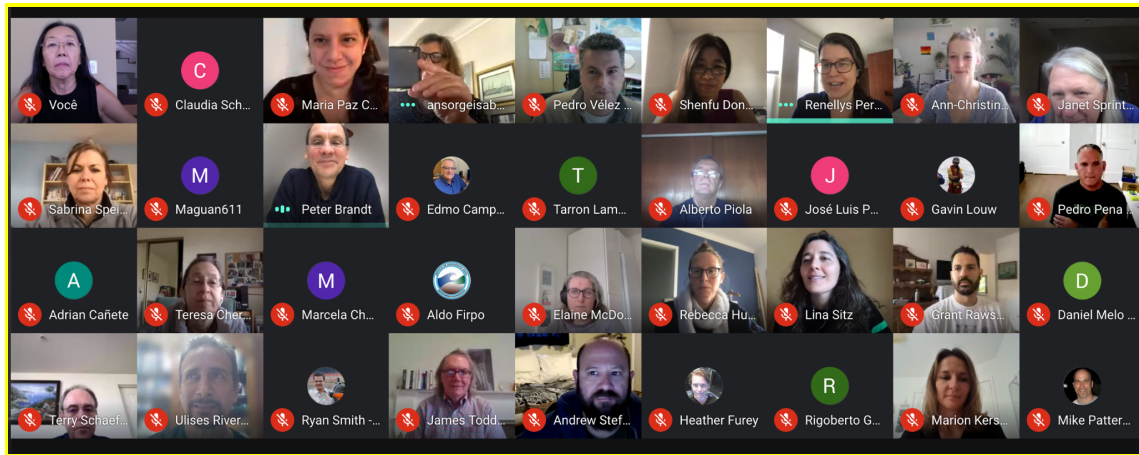 Você
C
Claudia Sch...
Maria Paz C...
ansorgeisab...
Pedro Vélez ...
Shenfu Don...
Renellys Per...
Ann-Christin...
Janet Sprint...
Sabrina Spei...
M
Maguan611
Peter Brandt
Edmo Camp...
T
Tarron Lam...
Alberto Piola
J
José Luis P...
Gavin Louw
Pedro Pena
A
Adrian Cañete
Teresa Cher...
M
Marcela Ch...
Aldo Firpo
Elaine McDo...
Rebecca Hu...
Lina Sitz
Grant Raws...
D
Daniel Melo
Terry Schaef...
Ulises River...
Ryan Smith -...
James Todd...
Andrew Stef...
Heather Furey
R
Rigoberto G...
Marion Kers...
Mike Patter...